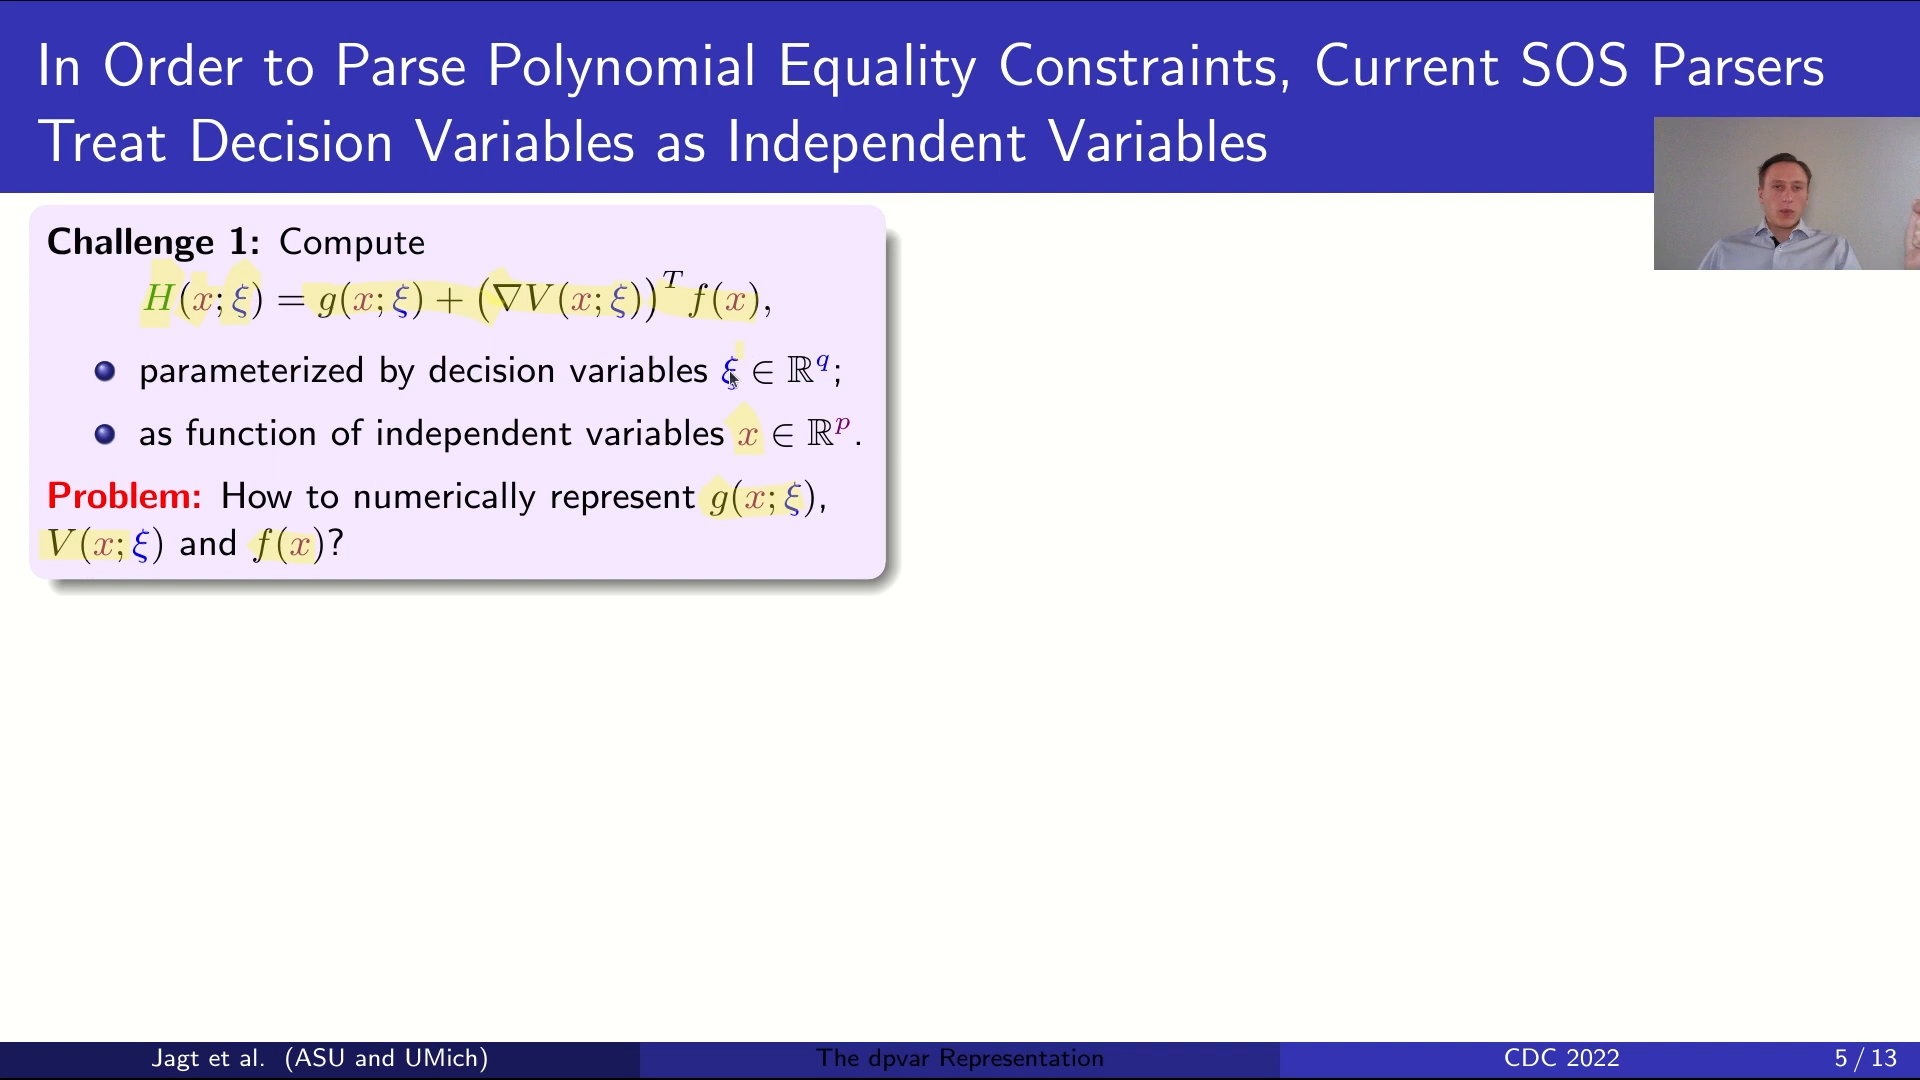 In Order to Parse Polynomial Equality Constraints, Current SOS Parsers
Treat Decision Variables as Independent Variables
Challenge 1: Compute
H(x; ξ) = g(x; ξ) + (∇V(x; ξ))^T f(x),
parameterized by decision variables ξ ∈ ℝ^q;
as function of independent variables x ∈ ℝ^p.
Problem: How to numerically represent g(x; ξ),
V(x; ξ) and f(x)?
Jagt et al. (ASU and UMich)
The dpvar Representation
CDC 2022
5 / 13